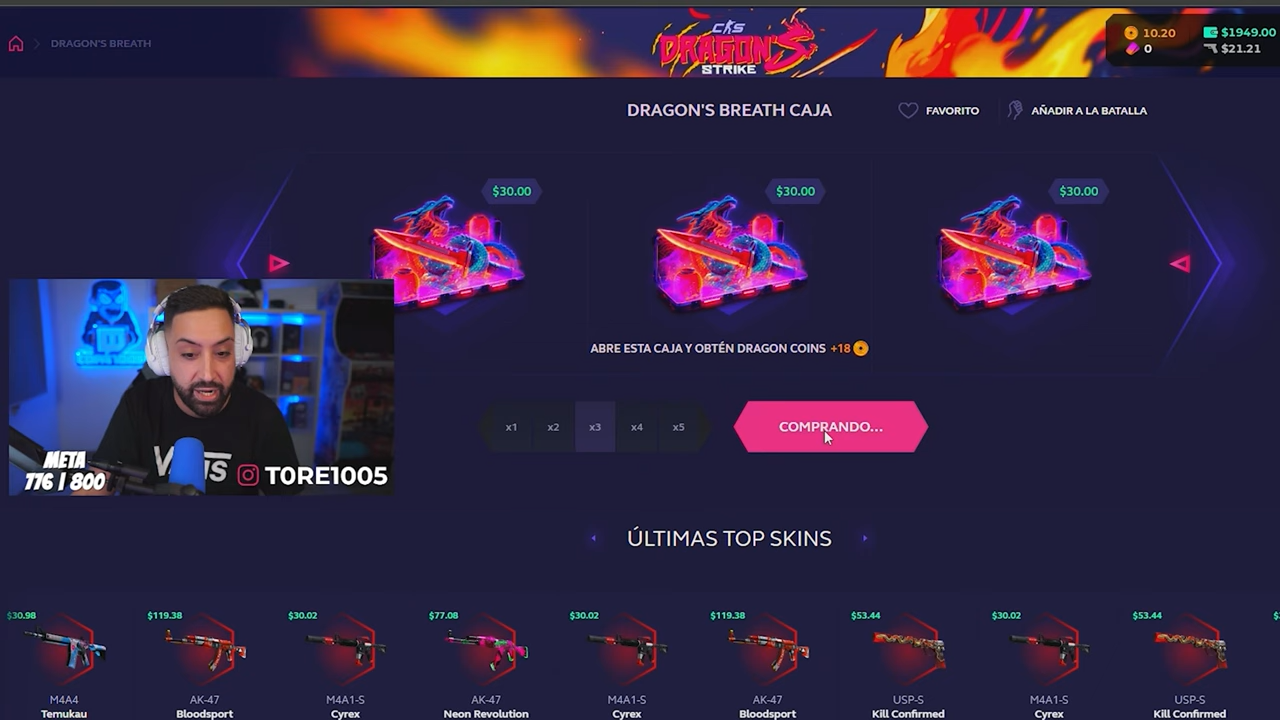 DRAGON'S BREATH
CS
DRAGON'S
STRIKE
10.20
$1949.00
0
$21.21
DRAGON'S BREATH CAJA
FAVORITO
AÑADIR A LA BATALLA
$30.00
$30.00
$30.00
ABRE ESTA CAJA Y OBTÉN DRAGON COINS +18
x1 x2 x3 x4 x5
COMPRANDO...
VANS
META
776 | 800
T0RE1005
ÚLTIMAS TOP SKINS
$30.98 $119.38 $30.02 $77.08 $30.02 $119.38 $53.44 $30.02 $53.44
M4A4 AK-47 M4A1-S AK-47 M4A1-S AK-47 USP-S M4A1-S USP-S
Temukau Bloodsport Cyrex Neon Revolution Cyrex Bloodsport Kill Confirmed Cyrex Kill Confirmed